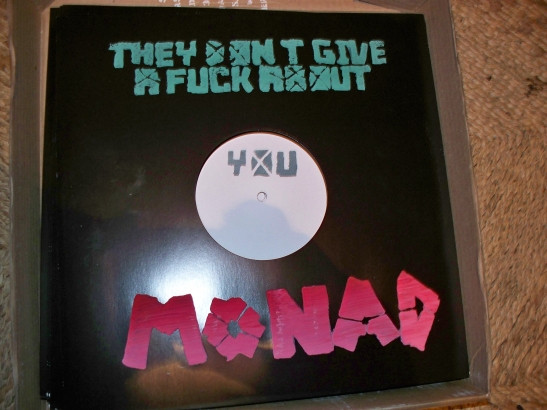 THEY DON'T GIVE
A FUCK ABOUT
YOU
MONAD